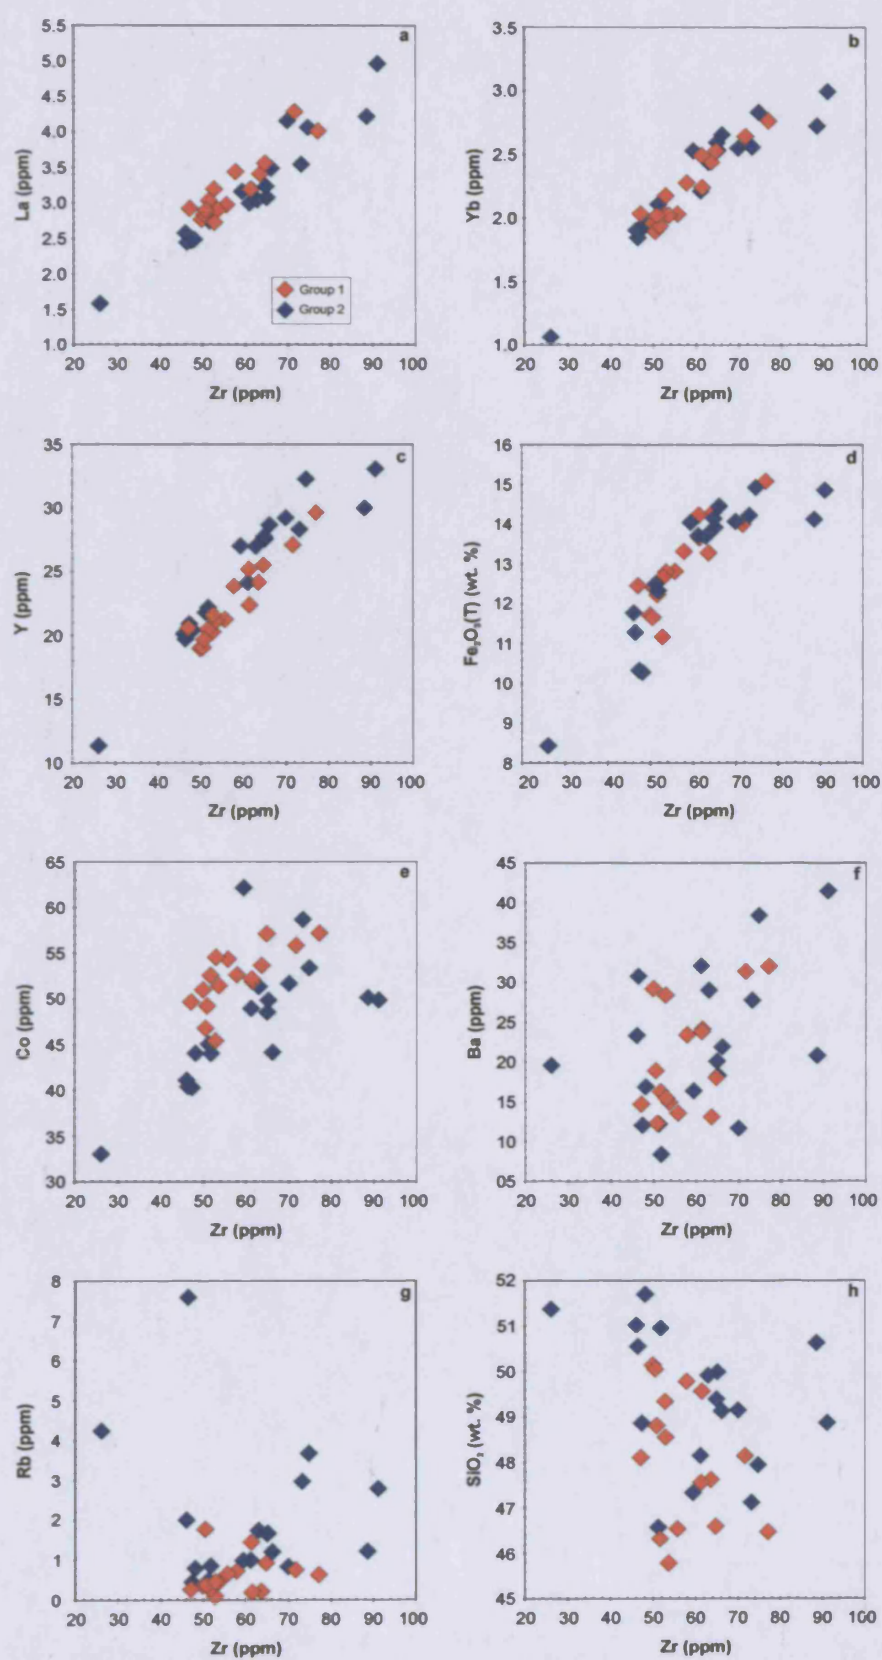 a
5.5
5.0
4.5
4.0
3.5
3.0
2.5
2.0
1.5
1.0
La (ppm)
Group 1
Group 2
20 30 40 50 60 70 80 90 100
Zr (ppm)
b
3.5
3.0
2.5
2.0
1.5
1.0
Yb (ppm)
20 30 40 50 60 70 80 90 100
Zr (ppm)
c
35
30
25
20
15
10
Y (ppm)
20 30 40 50 60 70 80 90 100
Zr (ppm)
d
16
15
14
13
12
11
10
9
8
Fe₂O₃(T) (wt. %)
20 30 40 50 60 70 80 90 100
Zr (ppm)
e
65
60
55
50
45
40
35
30
Co (ppm)
20 30 40 50 60 70 80 90 100
Zr (ppm)
f
45
40
35
30
25
20
15
10
05
Ba (ppm)
20 30 40 50 60 70 80 90 100
Zr (ppm)
g
8
7
6
5
4
3
2
1
0
Rb (ppm)
20 30 40 50 60 70 80 90 100
Zr (ppm)
h
52
51
50
49
48
47
46
45
SiO₂ (wt. %)
20 30 40 50 60 70 80 90 100
Zr (ppm)